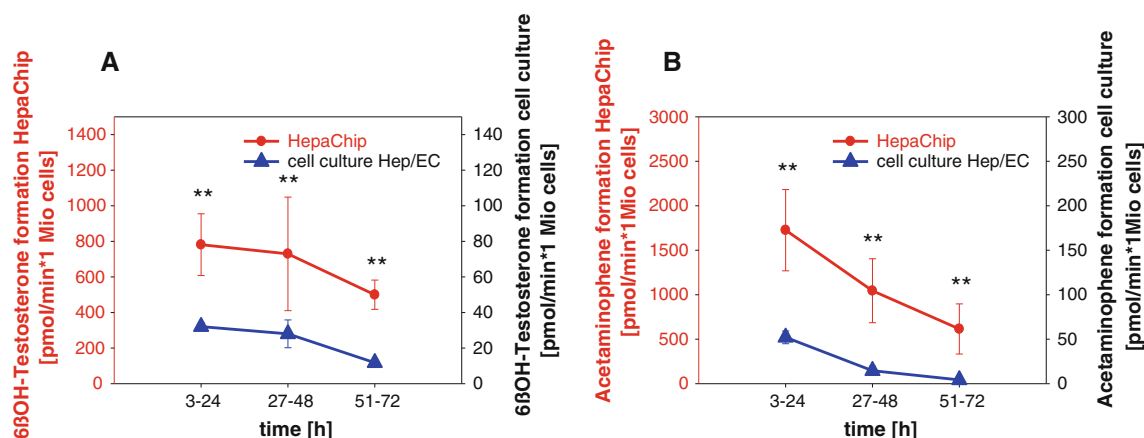 A
6ßOH-Testosterone formation HepaChip
[pmol/min*1 Mio cells]
1400
1200
1000
800
600
400
200
0
HepaChip
cell culture Hep/EC
**
**
**
140
120
100
80
60
40
20
0
6ßOH-Testosterone formation cell culture
[pmol/min*1 Mio cells]
3-24
27-48
51-72
time [h]
B
Acetaminophene formation HepaChip
[pmol/min*1Mio cells]
3000
2500
2000
1500
1000
500
0
HepaChip
cell culture Hep/EC
**
**
**
300
250
200
150
100
50
0
Acetaminophene formation cell culture
[pmol/min*1Mio cells]
3-24
27-48
51-72
time [h]